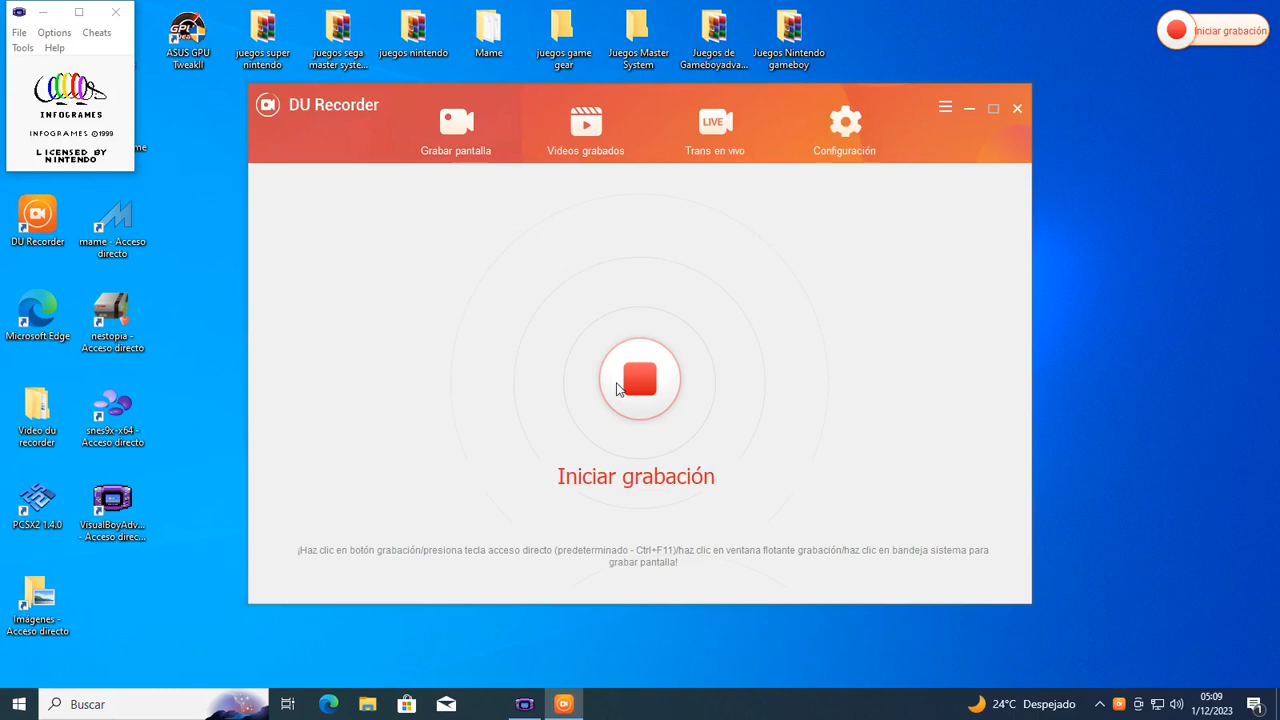 File Options Cheats
Tools Help
INFOGRAMES
INFOGRAMES ©1999
LICENSED BY
NINTENDO
ASUS GPU
TweakII
juegos super
nintendo
juegos sega
master syste...
juegos nintendo
Mame
juegos game
gear
Juegos Master
System
Juegos de
Gameboyadva...
Juegos Nintendo
gameboy
Iniciar grabación
DU Recorder
Grabar pantalla
Videos grabados
LIVE
Trans en vivo
Configuración
Iniciar grabación
¡Haz clic en botón grabación/presiona tecla acceso directo (predeterminado - Ctrl+F11)/haz clic en ventana flotante grabación/haz clic en bandeja sistema para
grabar pantalla!
DU Recorder
mame - Acceso
directo
Microsoft Edge
nestopia -
Acceso directo
Video du
recorder
snes9x-x64 -
Acceso directo
PCSX2 1.4.0
VisualBoyAdv...
- Acceso direc...
Imágenes -
Acceso directo
Buscar
24°C Despejado
05:09
1/12/2023